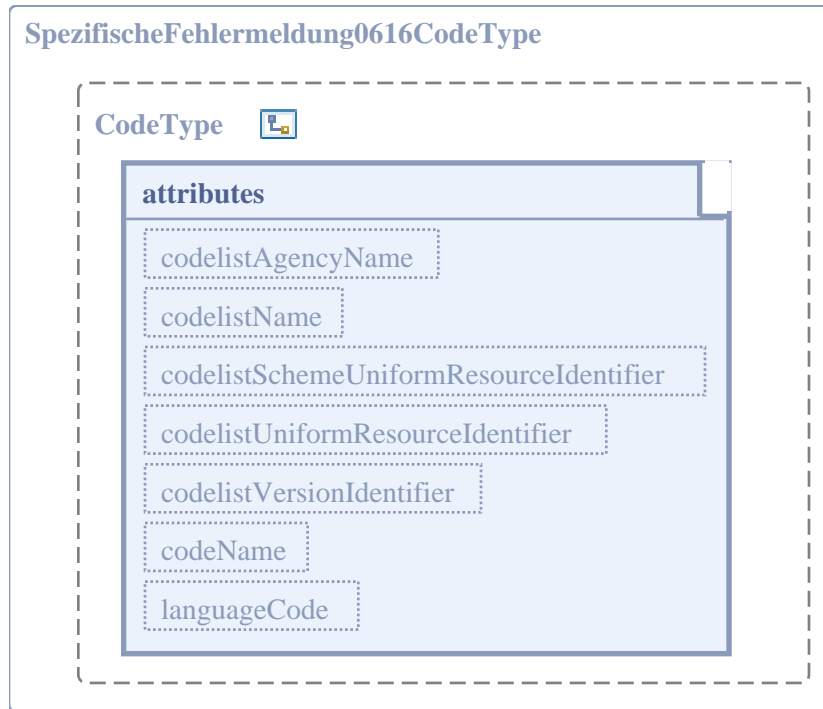 SpezifischeFehlermeldung0616CodeType
CodeType
attributes
codelistAgencyName
codelistName
codelistSchemeUniformResourceIdentifier
codelistUniformResourceIdentifier
codelistVersionIdentifier
codeName
languageCode